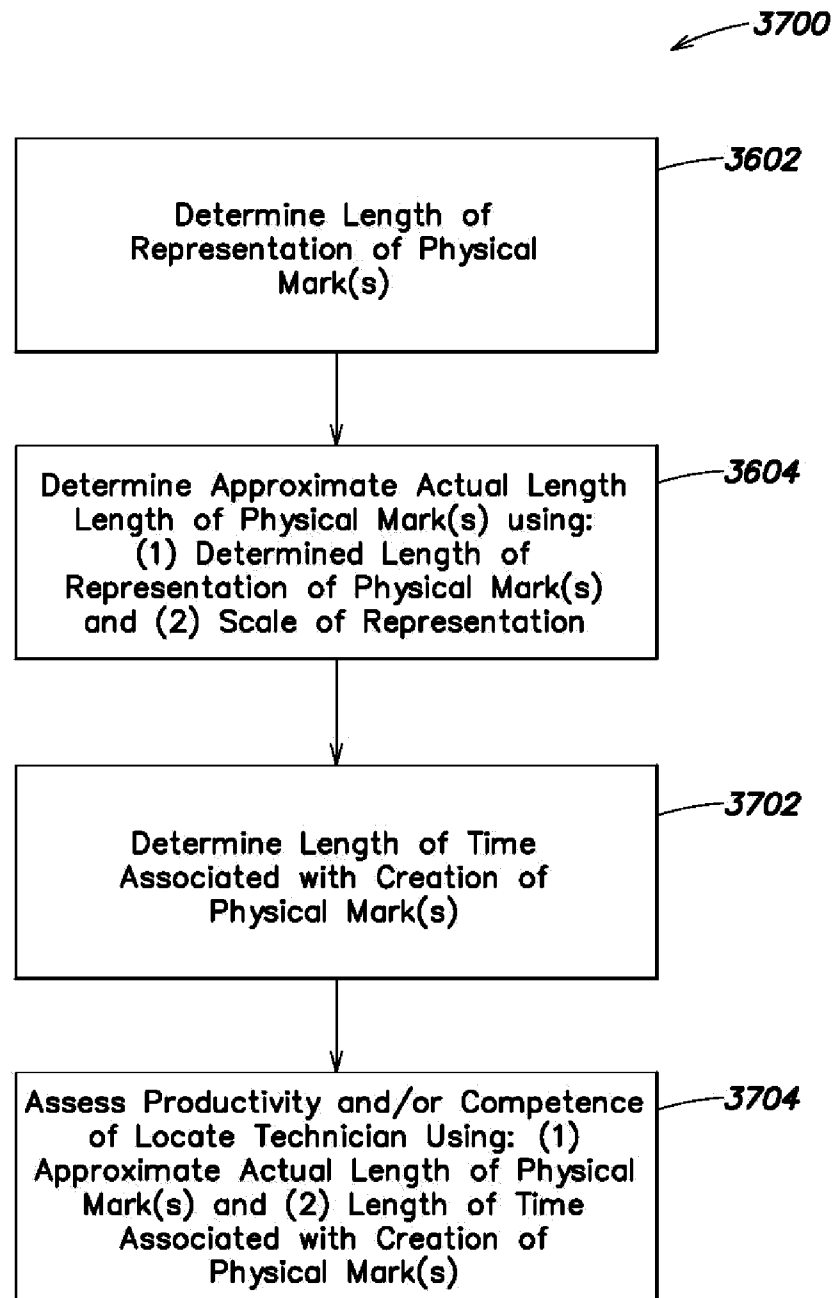 3700
3602
Determine Length of
Representation of Physical
Mark(s)
3604
Determine Approximate Actual Length
Length of Physical Mark(s) using:
(1) Determined Length of
Representation of Physical Mark(s)
and (2) Scale of Representation
3702
Determine Length of Time
Associated with Creation of
Physical Mark(s)
3704
Assess Productivity and/or Competence
of Locate Technician Using: (1)
Approximate Actual Length of Physical
Mark(s) and (2) Length of Time
Associated with Creation of
Physical Mark(s)